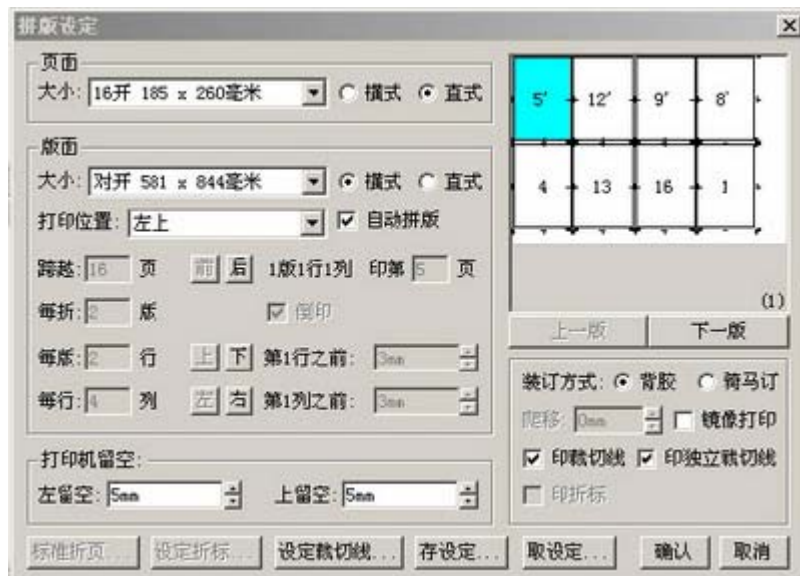 拼版设定
页面
大小: 16开 185 x 260毫米 横式 直式
版面
大小: 对开 581 x 844毫米 横式 直式
打印位置: 左上 自动拼版
跨越: 16 页 前 后 1版1行1列 印第 5 页
每折: 2 版 倒印
每版: 2 行 上 下 第1行之前: 3mm
每行: 4 列 左 右 第1列之前: 3mm
打印机留空:
左留空: 5mm 上留空: 5mm
5' 12' 9' 8'
4 13 16 1
(1)
上一版 下一版
装订方式: 背胶 骑马订
爬移: 0mm 镜像打印
印裁切线 印独立裁切线
印折标
标准折页... 设定折标... 设定裁切线... 存设定... 取设定... 确认 取消